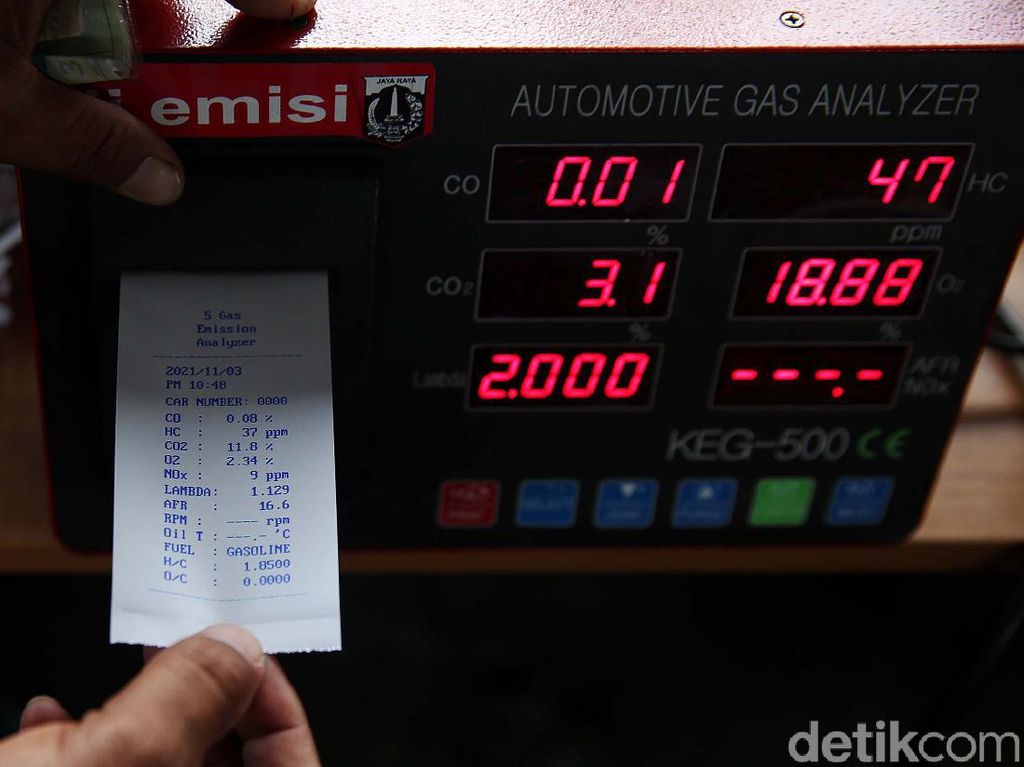 emisi
JAYA RAYA
AUTOMOTIVE GAS ANALYZER
CO 0.01 %
47 HC
ppm
CO2 3.1 %
18.88 O2
%
Lambda 2.000
---.- AFR
NOx
KEG-500 CE
5 Gas
Emission
Analyzer
2021/11/03
PM 10:48
CAR NUMBER: 0000
CO : 0.08 %
HC : 37 ppm
CO2 : 11.8 %
O2 : 2.34 %
NOx : 9 ppm
LAMBDA: 1.129
AFR : 16.6
RPM : ---- rpm
Oil T : ---.- 'C
FUEL : GASOLINE
H/C : 1.8500
O/C : 0.0000
detikcom